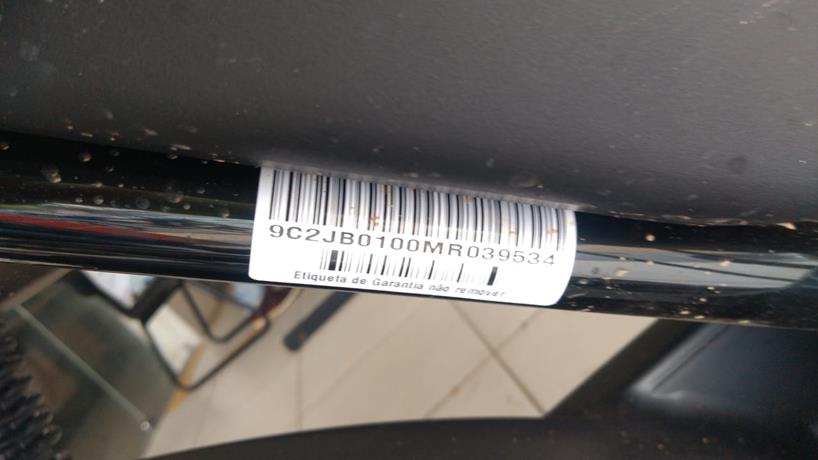 9C2JB0100MR039534
Etiqueta de Garantia não remover